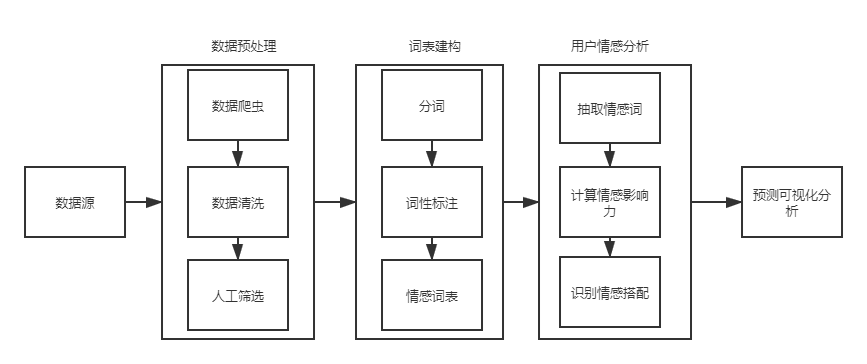 数据预处理
词表建构
用户情感分析
数据源
数据爬虫
数据清洗
人工筛选
分词
词性标注
情感词表
抽取情感词
计算情感影响
力
识别情感搭配
预测可视化分
析